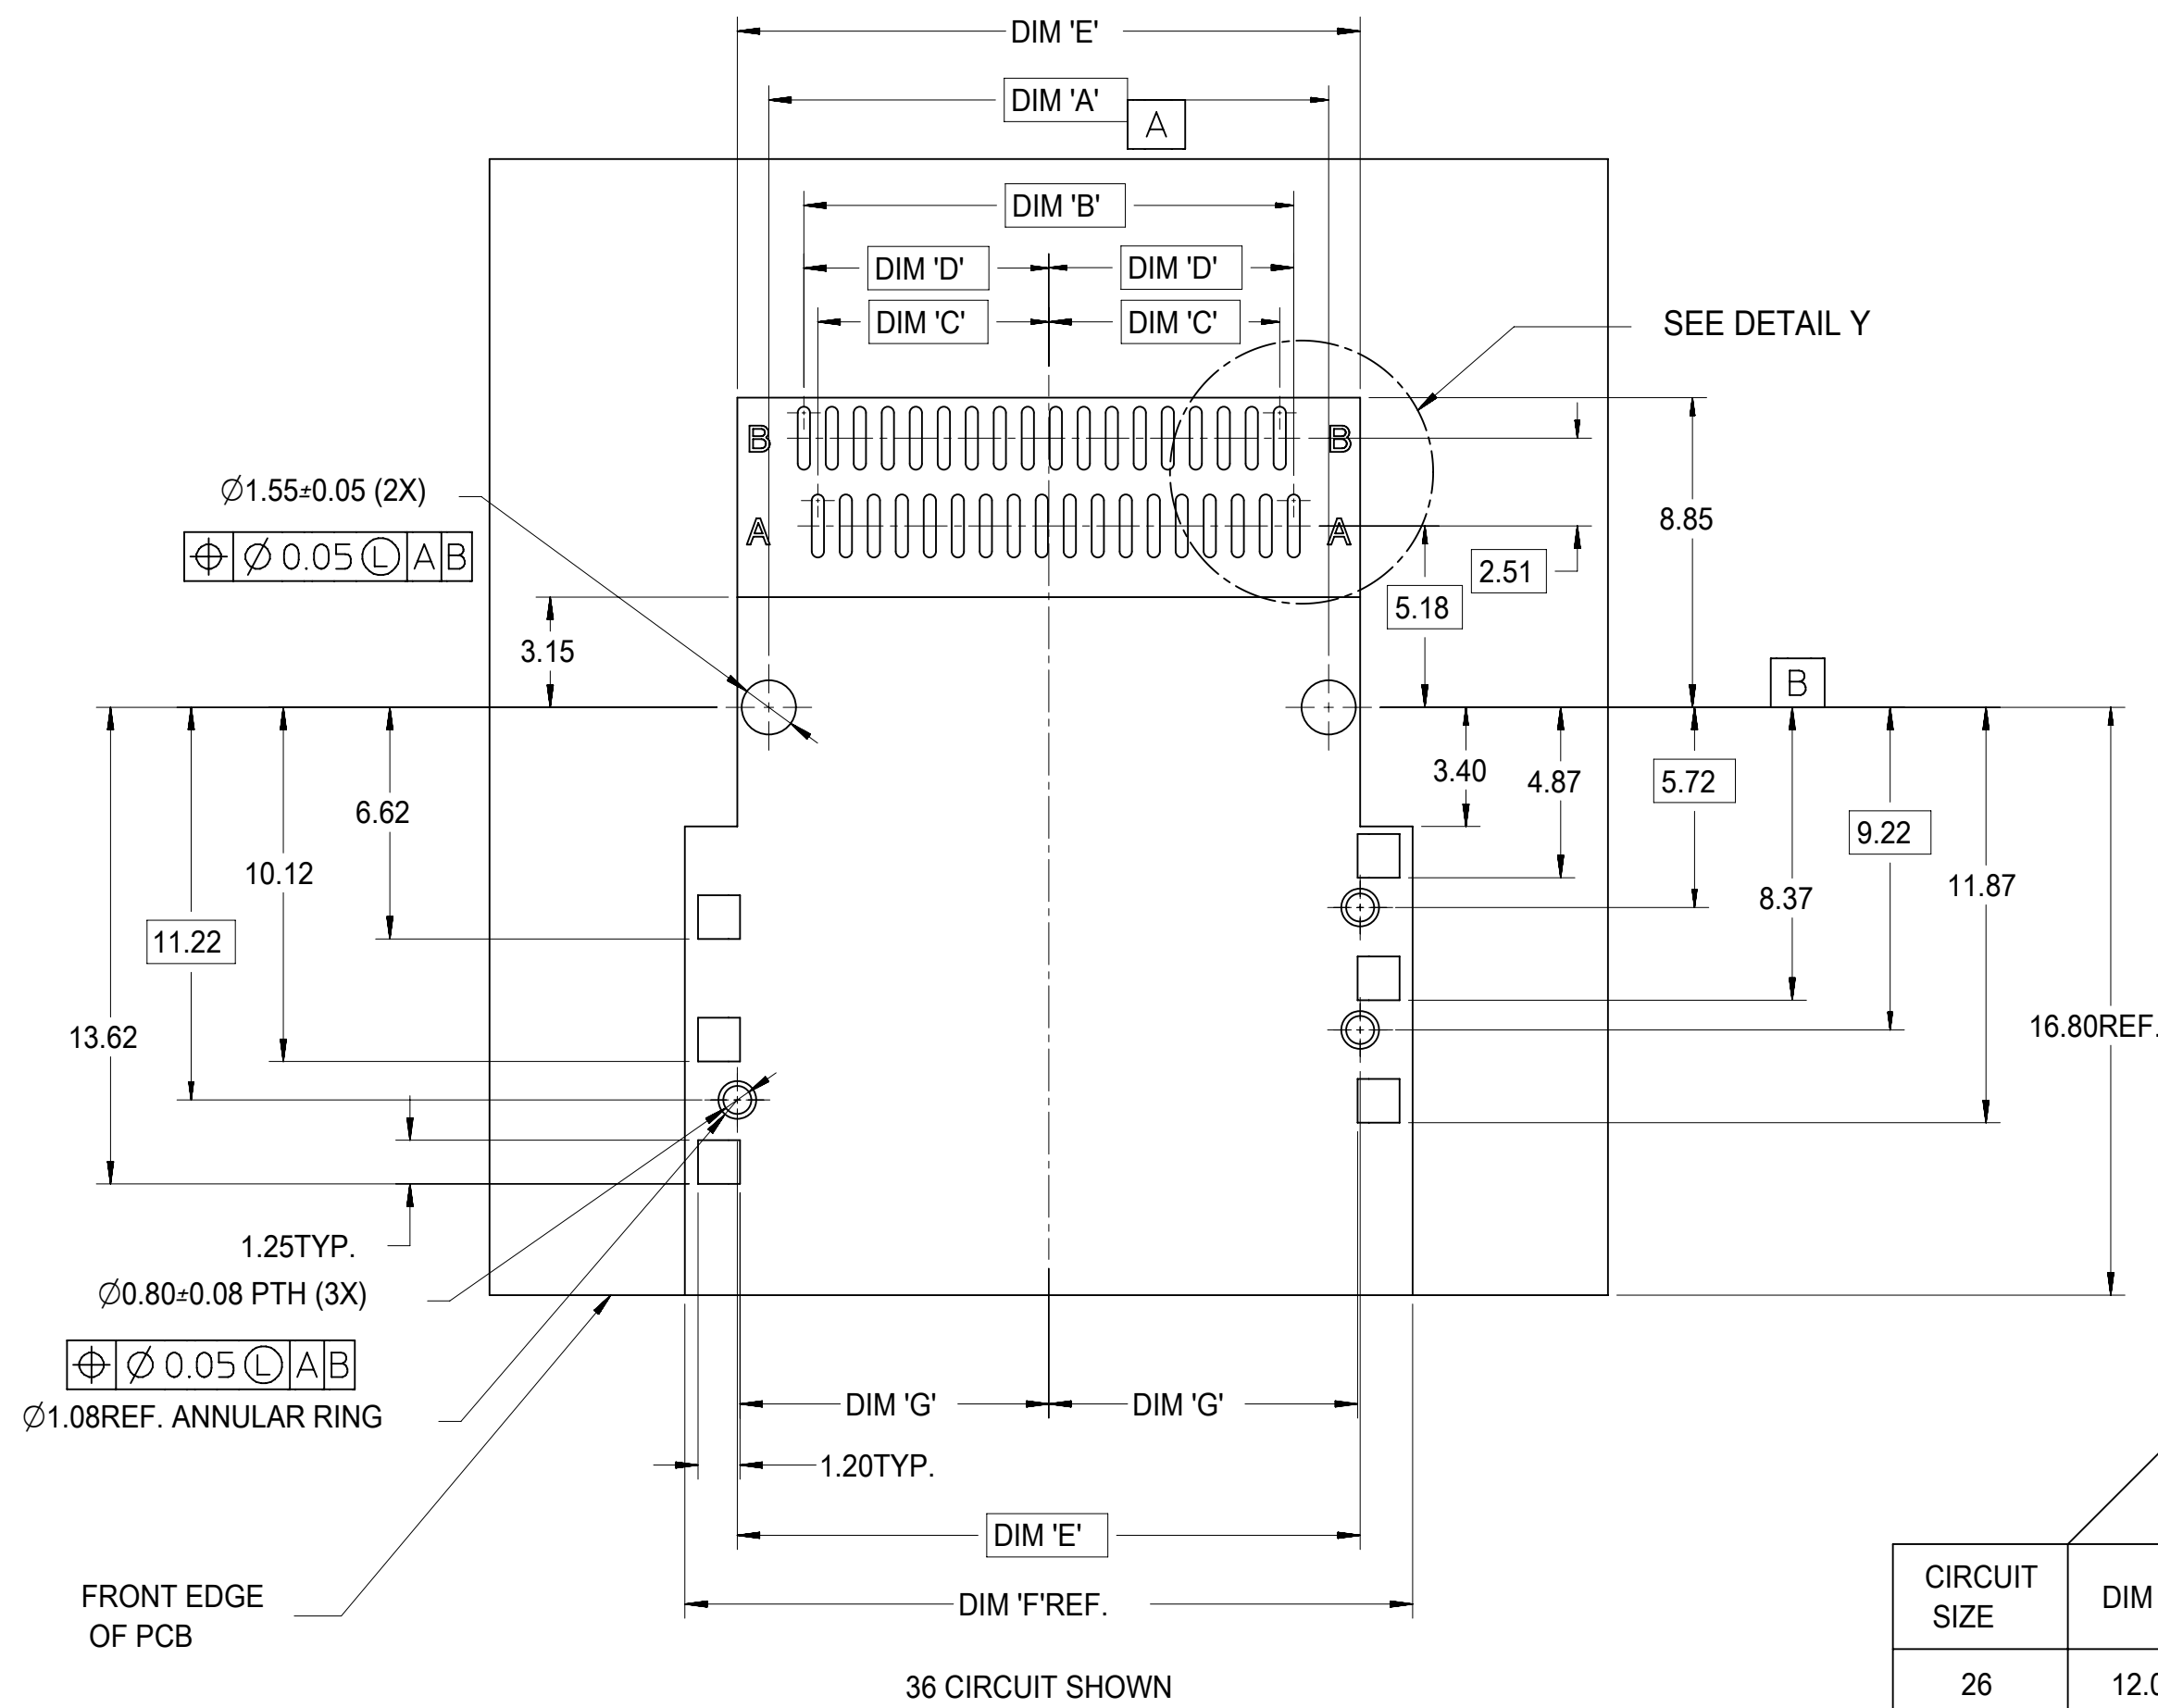 DIM 'E'
DIM 'A'
A
DIM 'B'
DIM 'D' DIM 'D'
DIM 'C' DIM 'C'
SEE DETAIL Y
B B
A A
Ø1.55±0.05 (2X)
⌖ Ø 0.05 Ⓛ A B
8.85
2.51
5.18
3.15
B
3.40
4.87
5.72
9.22
8.37
11.87
16.80REF.
6.62
10.12
11.22
13.62
1.25TYP.
Ø0.80±0.08 PTH (3X)
⌖ Ø 0.05 Ⓛ A B
Ø1.08REF. ANNULAR RING
DIM 'G' DIM 'G'
1.20TYP.
DIM 'E'
DIM 'F'REF.
FRONT EDGE
OF PCB
36 CIRCUIT SHOWN
CIRCUIT
SIZE
DIM
26